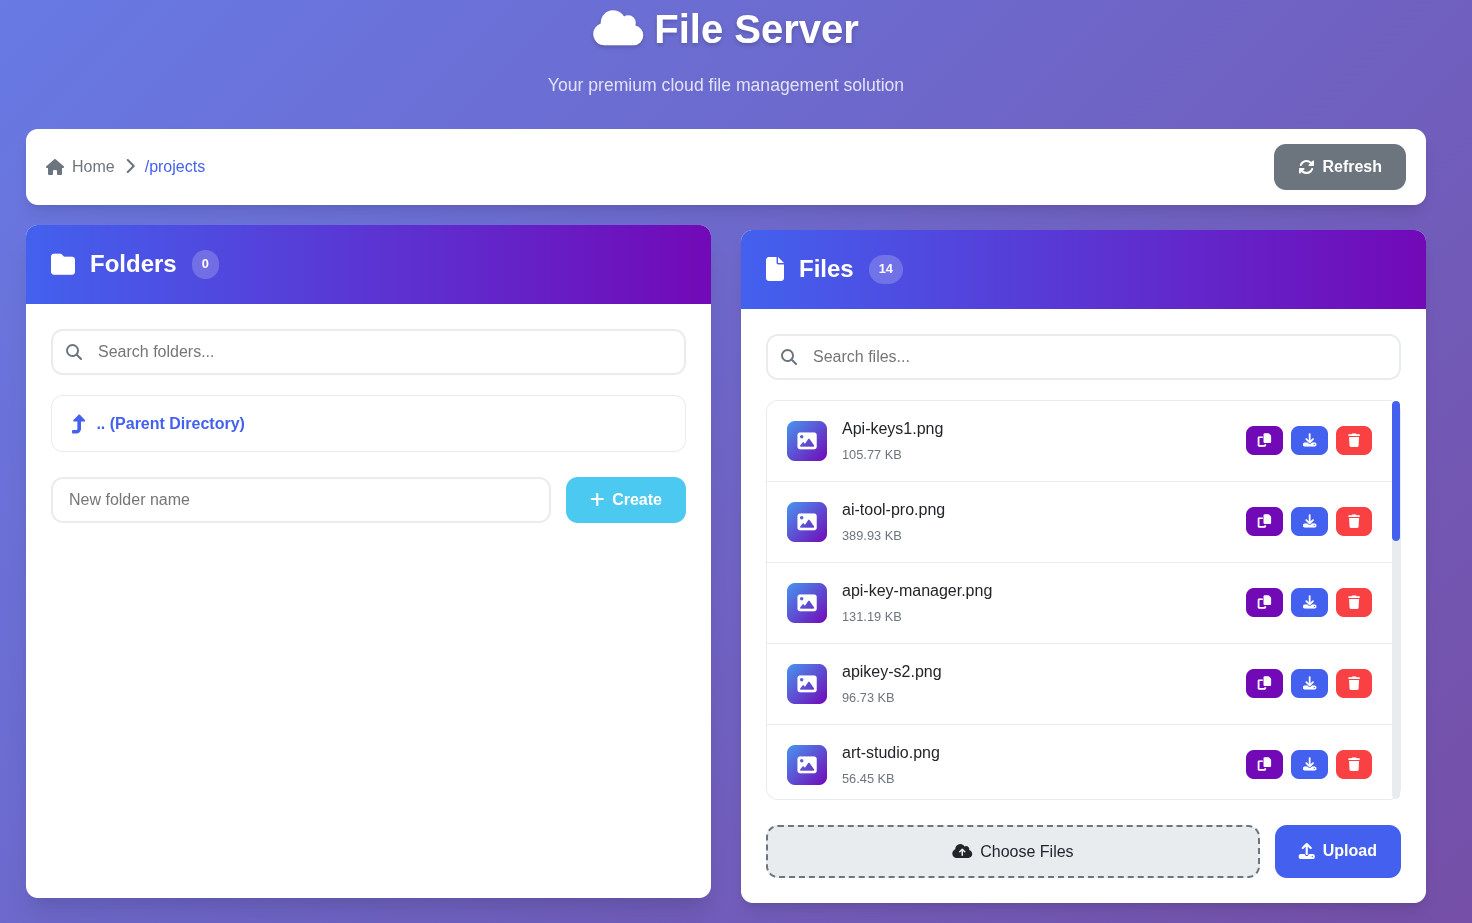 File Server
Your premium cloud file management solution
Home
/projects
Refresh
Folders 0
Search folders...
.. (Parent Directory)
New folder name
Create
Files 14
Search files...
Api-keys1.png
105.77 KB
ai-tool-pro.png
389.93 KB
api-key-manager.png
131.19 KB
apikey-s2.png
96.73 KB
art-studio.png
56.45 KB
Choose Files
Upload